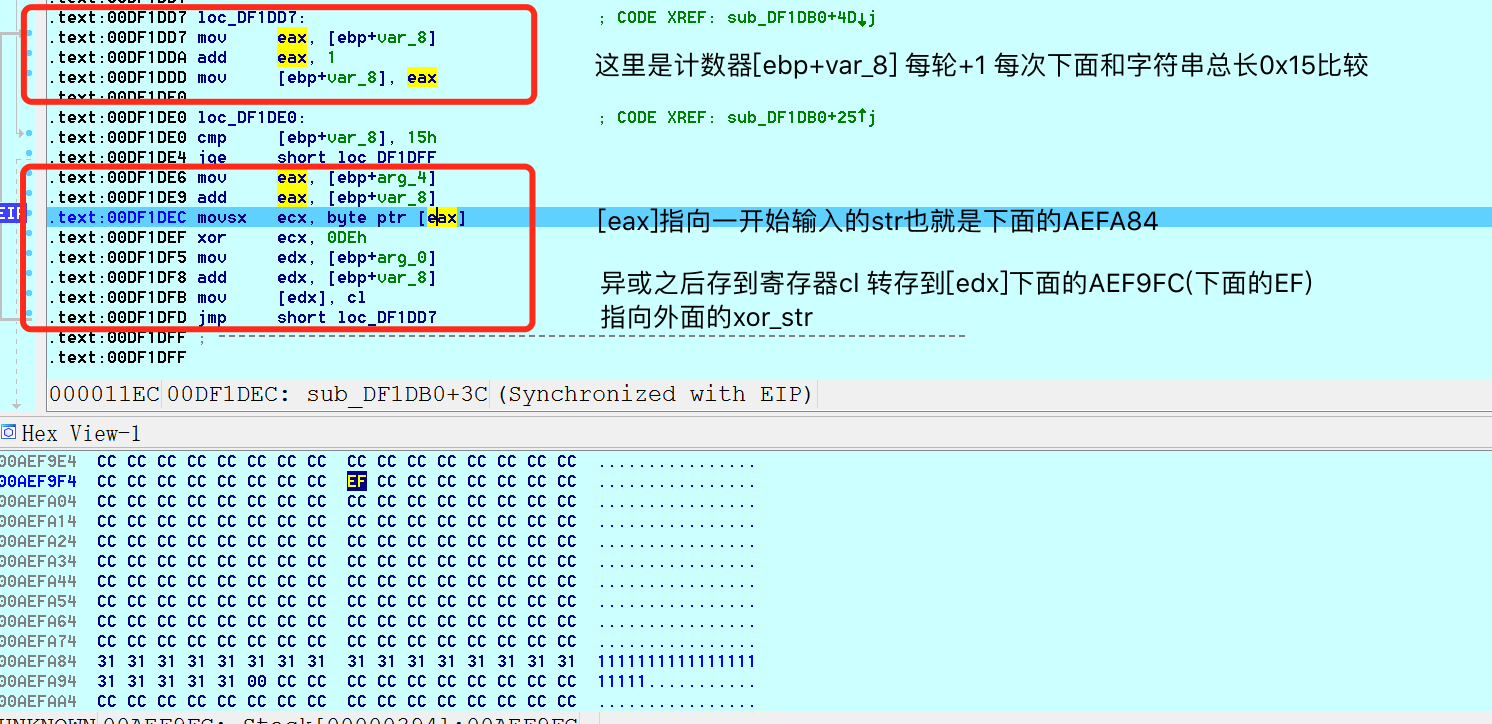 .text:00DF1DD7 loc_DF1DD7: ; CODE XREF: sub_DF1DB0+4D↓j
.text:00DF1DD7 mov eax, [ebp+var_8]
.text:00DF1DDA add eax, 1
.text:00DF1DDD mov [ebp+var_8], eax
这里是计数器[ebp+var_8] 每轮+1 每次下面和字符串总长0x15比较
.text:00DF1DE0
.text:00DF1DE0 loc_DF1DE0: ; CODE XREF: sub_DF1DB0+25↑j
.text:00DF1DE0 cmp [ebp+var_8], 15h
.text:00DF1DE4 jge short loc_DF1DFF
.text:00DF1DE6 mov eax, [ebp+arg_4]
.text:00DF1DE9 add eax, [ebp+var_8]
EIP .text:00DF1DEC movsx ecx, byte ptr [eax]
[eax]指向一开始输入的str也就是下面的AEFA84
.text:00DF1DEF xor ecx, 0DEh
.text:00DF1DF5 mov edx, [ebp+arg_0]
.text:00DF1DF8 add edx, [ebp+var_8]
.text:00DF1DFB mov [edx], cl
.text:00DF1DFD jmp short loc_DF1DD7
异或之后存到寄存器cl 转存到[edx]下面的AEF9FC(下面的EF)
指向外面的xor_str
.text:00DF1DFF ; ---------------------------------------------------------------------------
.text:00DF1DFF
000011EC 00DF1DEC: sub_DF1DB0+3C (Synchronized with EIP)
Hex View-1
00AEF9E4 CC CC CC CC CC CC CC CC CC CC CC CC CC CC CC CC ................
00AEF9F4 CC CC CC CC CC CC CC CC EF CC CC CC CC CC CC CC ................
00AEFA04 CC CC CC CC CC CC CC CC CC CC CC CC CC CC CC CC ................
00AEFA14 CC CC CC CC CC CC CC CC CC CC CC CC CC CC CC CC ................
00AEFA24 CC CC CC CC CC CC CC CC CC CC CC CC CC CC CC CC ................
00AEFA34 CC CC CC CC CC CC CC CC CC CC CC CC CC CC CC CC ................
00AEFA44 CC CC CC CC CC CC CC CC CC CC CC CC CC CC CC CC ................
00AEFA54 CC CC CC CC CC CC CC CC CC CC CC CC CC CC CC CC ................
00AEFA64 CC CC CC CC CC CC CC CC CC CC CC CC CC CC CC CC ................
00AEFA74 CC CC CC CC CC CC CC CC CC CC CC CC CC CC CC CC ................
00AEFA84 31 31 31 31 31 31 31 31 31 31 31 31 31 31 31 31 1111111111111111
00AEFA94 31 31 31 31 31 00 CC CC CC CC CC CC CC CC CC CC 11111...........
00AEFAA4 CC CC CC CC CC CC CC CC CC CC CC CC CC CC CC CC ................
UNKNOWN 00AEF9FC: Stack[00000394]:00AEF9FC